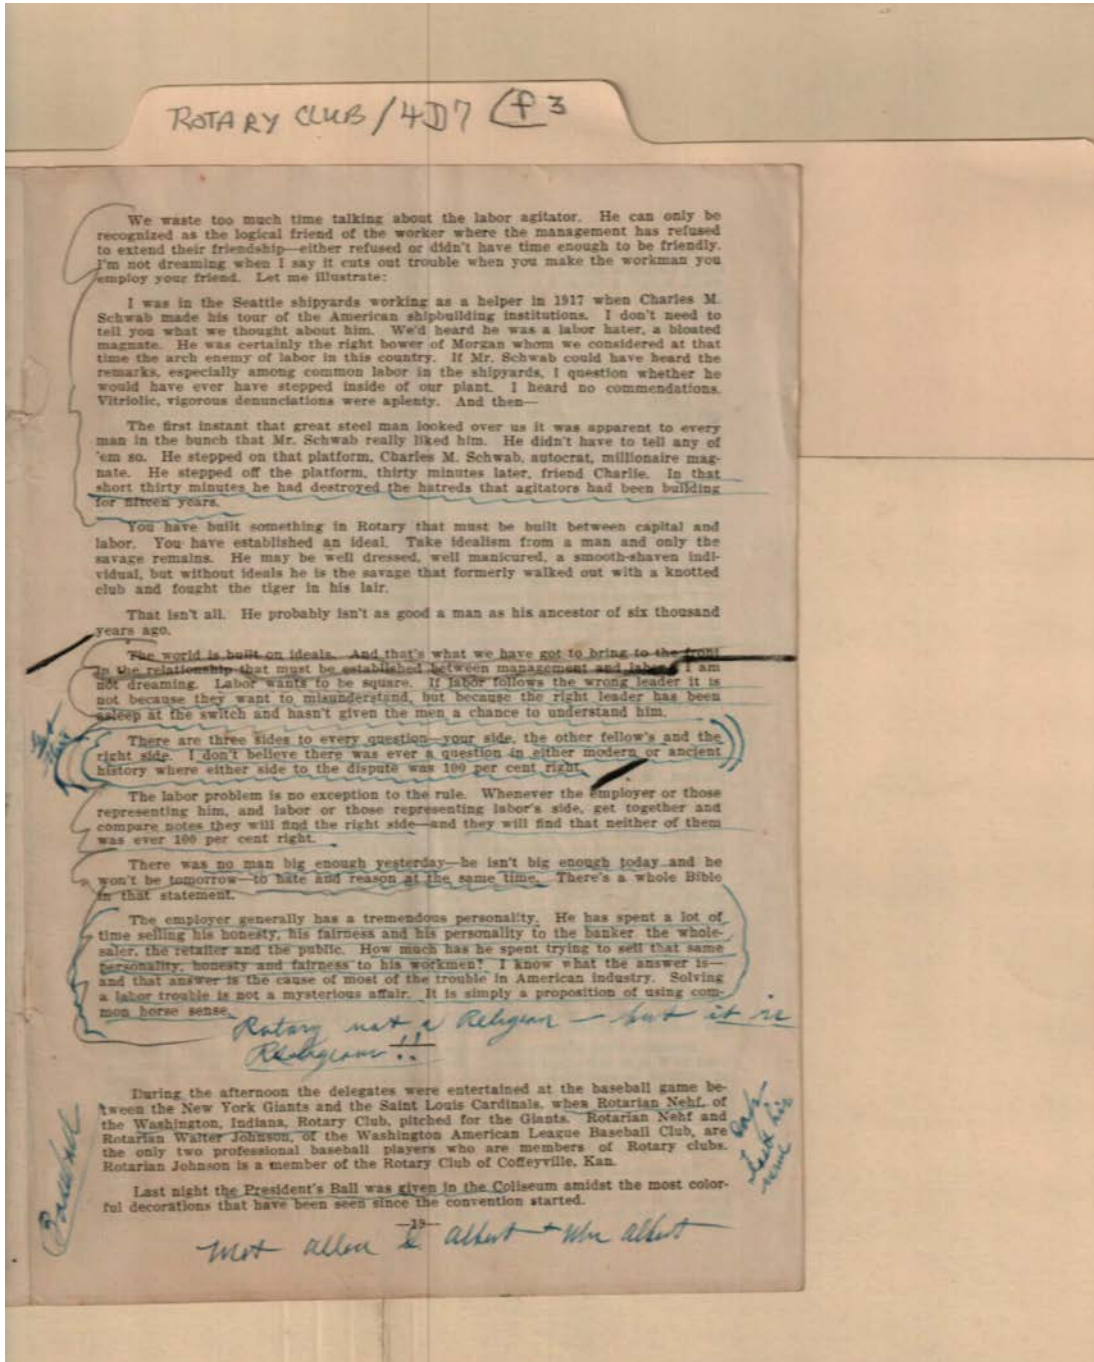 ROTARY CLUB/4D7 (f 3
We waste too much time talking about the labor agitator. He can only be
recognized as the logical friend of the worker where the management has refused
to extend their friendship—either refused or didn't have time enough to be friendly.
I'm not dreaming when I say it cuts out trouble when you make the workman you
employ your friend. Let me illustrate:
I was in the Seattle shipyards working as a helper in 1917 when Charles M.
Schwab made his tour of the American shipbuilding institutions. I don't need to
tell you what we thought about him. We'd heard he was a labor hater, a bloated
magnate. He was certainly the right bower of Morgan whom we considered at that
time the arch enemy of labor in this country. If Mr. Schwab could have heard the
remarks, especially among common labor in the shipyards, I question whether he
would have ever have stepped inside of our plant. I heard no commendations.
Vitriolic, vigorous denunciations were aplenty. And then—
The first instant that great steel man looked over us it was apparent to every
man in the bunch that Mr. Schwab really liked him. He didn't have to tell any of
'em so. He stepped on that platform, Charles M. Schwab, autocrat, millionaire mag-
nate. He stepped off the platform, thirty minutes later, friend Charlie. In that
short thirty minutes he had destroyed the hatreds that agitators had been building
for fifteen years.
You have built something in Rotary that must be built between capital and
labor. You have established an ideal. Take idealism from a man and only the
savage remains. He may be well dressed, well manicured, a smooth-shaven indi-
vidual, but without ideals he is the savage that formerly walked out with a knotted
club and fought the tiger in his lair.
That isn't all. He probably isn't as good a man as his ancestor of six thousand
years ago.
The world is built on ideals. And that's what we have got to bring to the front
in the relationship that must be established between management and labor. I am
not dreaming. Labor wants to be square. If labor follows the wrong leader it is
not because they want to misunderstand, but because the right leader has been
asleep at the switch and hasn't given the men a chance to understand him.
There are three sides to every question—your side, the other fellow's and the
right side. I don't believe there was ever a question in either modern or ancient
history where either side to the dispute was 100 per cent right.
The labor problem is no exception to the rule. Whenever the employer or those
representing him, and labor or those representing labor's side, get together and
compare notes they will find the right side—and they will find that neither of them
was ever 100 per cent right.
There was no man big enough yesterday—he isn't big enough today and he
won't be tomorrow—to hate and reason at the same time. There's a whole Bible
in that statement.
The employer generally has a tremendous personality. He has spent a lot of
time selling his honesty, his fairness and his personality to the banker, the whole-
saler, the retailer and the public. How much has he spent trying to sell that same
personality, honesty and fairness to his workmen? I know what the answer is—
and that answer is the cause of most of the trouble in American industry. Solving
a labor trouble is not a mysterious affair. It is simply a proposition of using com-
mon horse sense.
Rotary not a Religion — but it is
Religious!!
During the afternoon the delegates were entertained at the baseball game be-
tween the New York Giants and the Saint Louis Cardinals, when Rotarian Nehf, of
the Washington, Indiana, Rotary Club, pitched for the Giants. Rotarian Nehf and
Rotarian Walter Johnson, of the Washington American League Baseball Club, are
the only two professional baseball players who are members of Rotary clubs.
Rotarian Johnson is a member of the Rotary Club of Coffeyville, Kan.
Baseball
Last night the President's Ball was given in the Coliseum amidst the most color-
ful decorations that have been seen since the convention started.
—19—
Met Allen D Albert + Mrs Albert